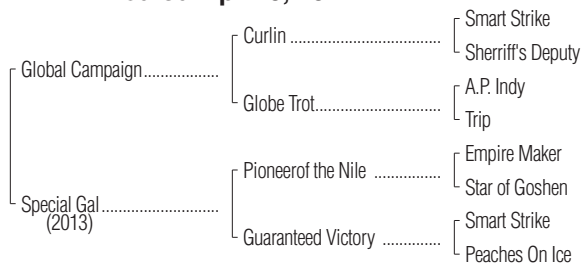 Smart Strike
Curlin
Sherriff's Deputy
Global Campaign
A.P. Indy
Globe Trot
Trip
Empire Maker
Pioneerof the Nile
Star of Goshen
Special Gal
(2013)
Smart Strike
Guaranteed Victory
Peaches On Ice